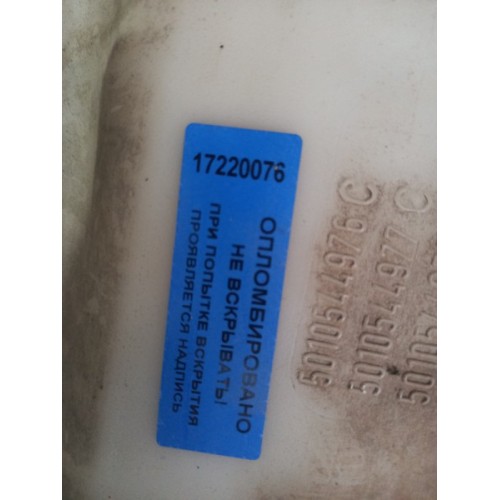 17220076
ОПЛОМБИРОВАНО
НЕ ВСКРЫВАТЬ!
ПРИ ПОПЫТКЕ ВСКРЫТИЯ
ПРОЯВЛЯЕТСЯ НАДПИСЬ
5010544976 C
5010544977 C